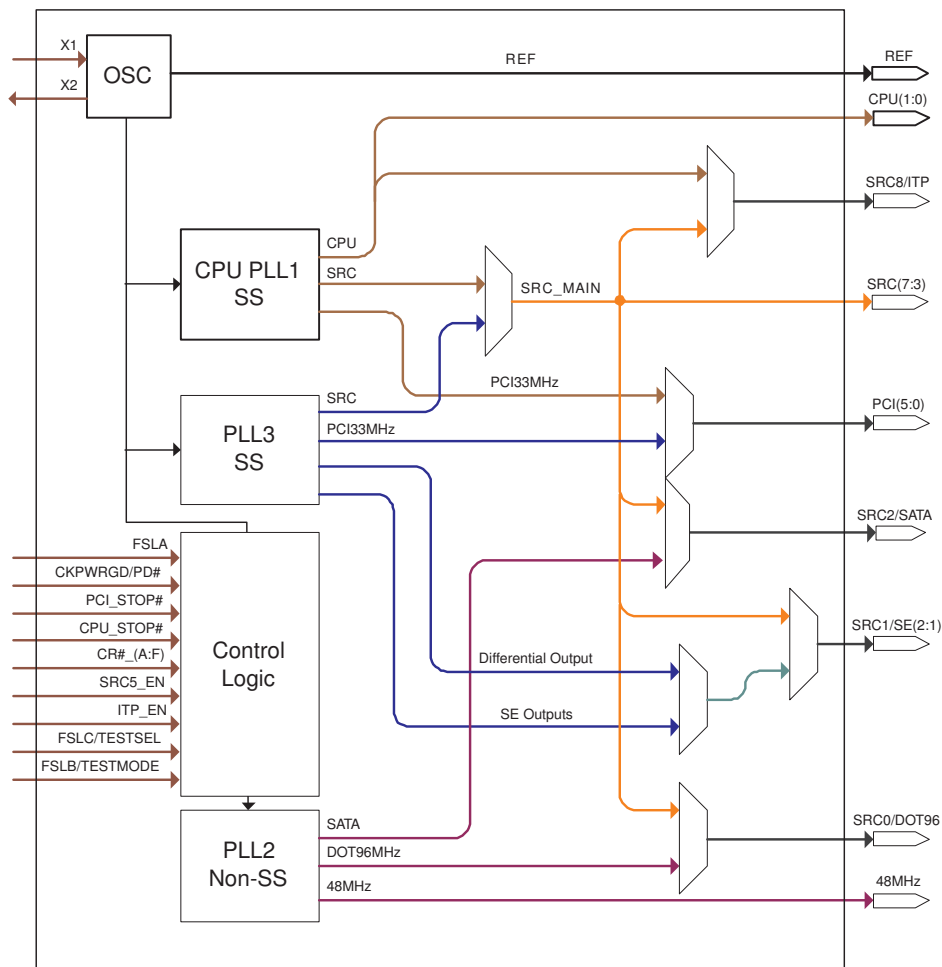 X1
OSC
X2
REF
REF
CPU(1:0)
SRC8/ITP
CPU
CPU PLL1
SS
SRC
SRC_MAIN
SRC(7:3)
PCI33MHz
PCI(5:0)
SRC
PLL3
SS
PCI33MHz
SRC2/SATA
FSLA
CKPWRGD/PD#
PCI_STOP#
CPU_STOP#
CR#_(A:F)
SRC5_EN
ITP_EN
FSLC/TESTSEL
FSLB/TESTMODE
Control
Logic
Differential Output
SE Outputs
SRC1/SE(2:1)
SATA
PLL2
Non-SS
DOT96MHz
48MHz
SRC0/DOT96
48MHz